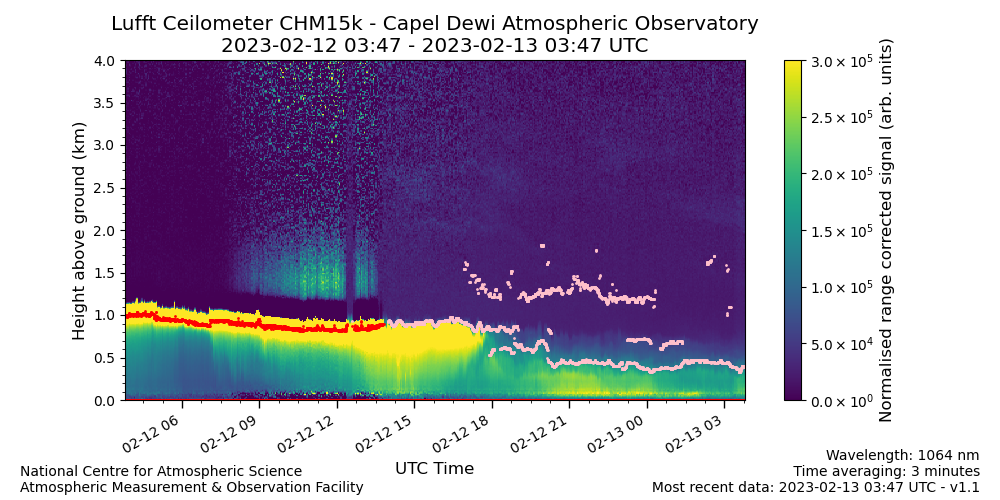 Lufft Ceilometer CHM15k - Capel Dewi Atmospheric Observatory
2023-02-12 03:47 - 2023-02-13 03:47 UTC
4.0
3.5
3.0
2.5
2.0
1.5
1.0
0.5
0.0
Height above ground (km)
02-12 06
02-12 09
02-12 12
02-12 15
02-12 18
02-12 21
02-13 00
02-13 03
UTC Time
3.0 × 10⁵
2.5 × 10⁵
2.0 × 10⁵
1.5 × 10⁵
1.0 × 10⁵
5.0 × 10⁴
0.0 × 10⁰
Normalised range corrected signal (arb. units)
National Centre for Atmospheric Science
Atmospheric Measurement & Observation Facility
Wavelength: 1064 nm
Time averaging: 3 minutes
Most recent data: 2023-02-13 03:47 UTC - v1.1